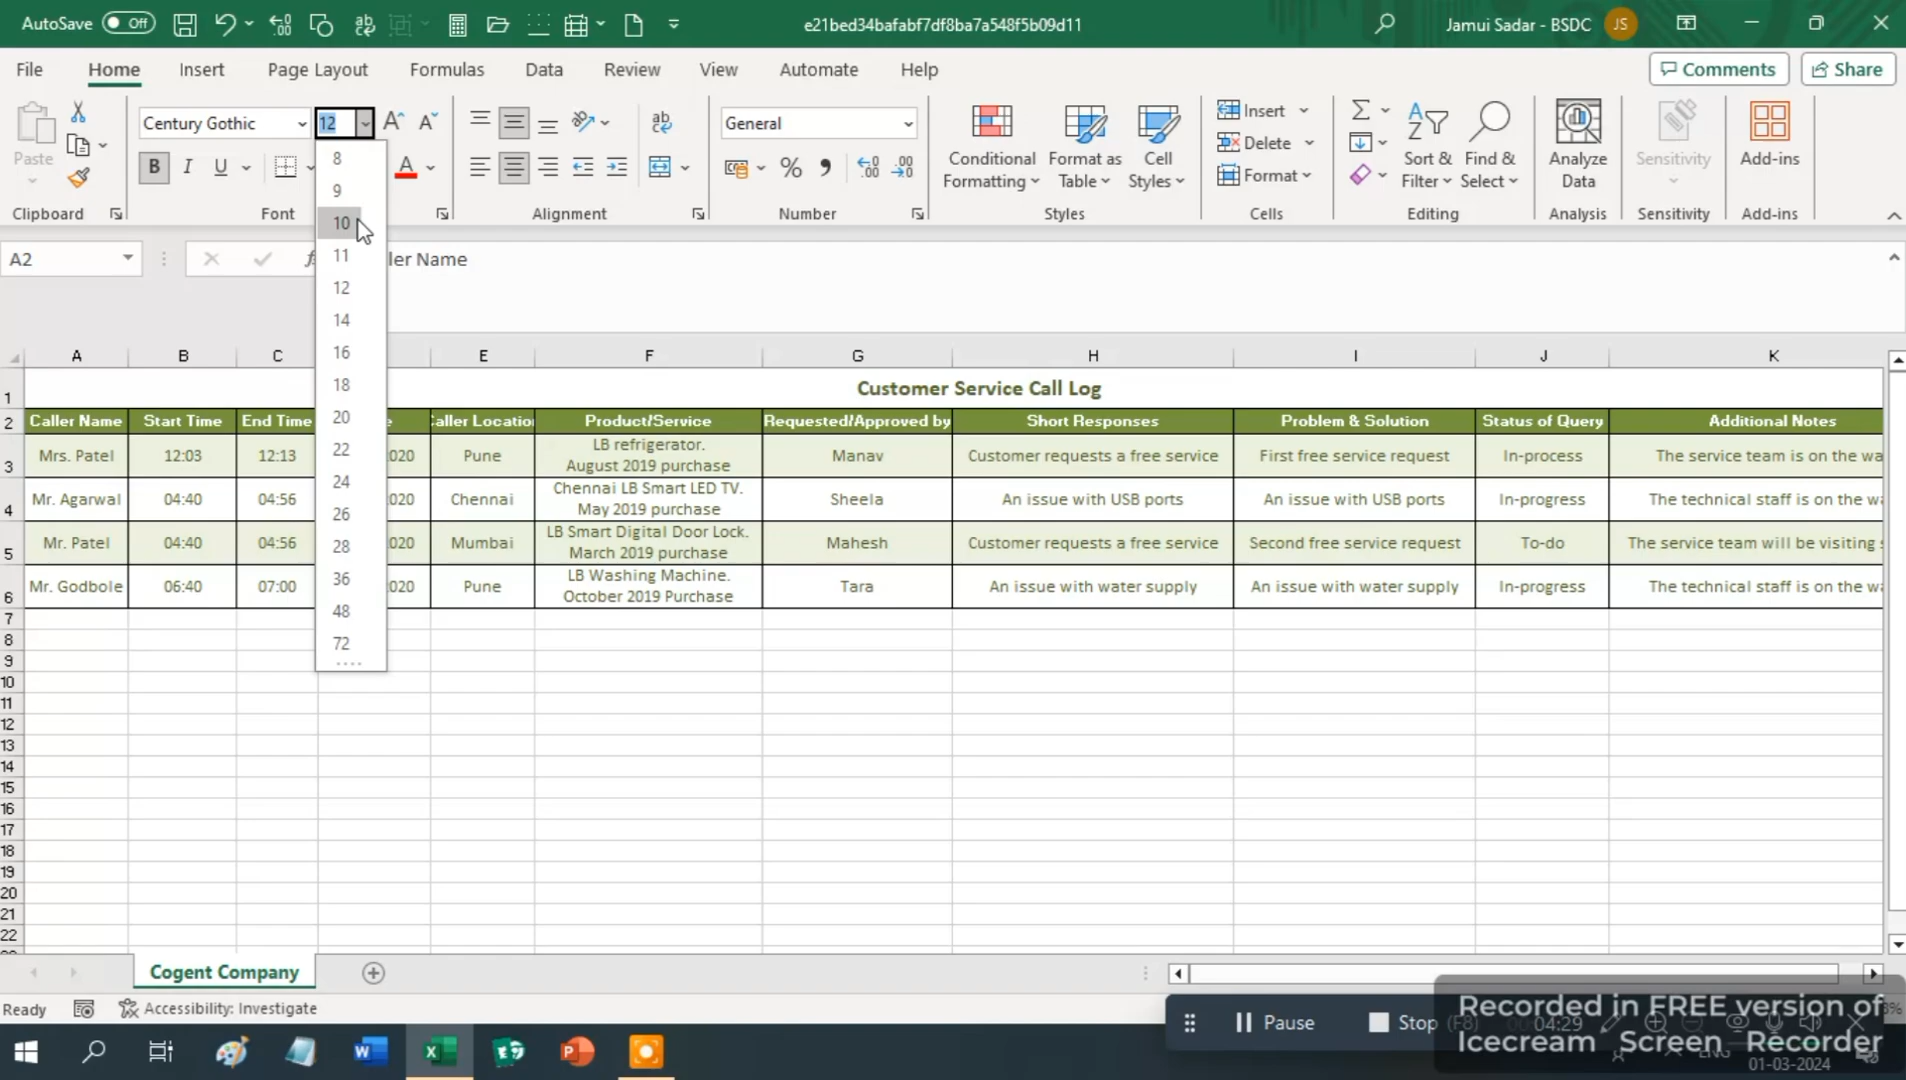 AutoSave Off
e21bed34bafabf7df8ba7a548f5b09d11
Jamui Sadar - BSDC JS
File Home Insert Page Layout Formulas Data Review View Automate Help
Comments Share
Paste
Clipboard
Century Gothic 12
B I U A
Font
Alignment
General
Number
Conditional Formatting
Format as Table
Cell Styles
Styles
Insert
Delete
Format
Cells
Sort & Filter
Find & Select
Editing
Analyze Data
Analysis
Sensitivity
Sensitivity
Add-ins
Add-ins
8
9
10
11
12
14
16
18
20
22
24
26
28
36
48
72
A2
ler Name
A B C E F G H I J K
1 Customer Service Call Log
2 Caller Name Start Time End Time Product/Service Requested/Approved by Short Responses Problem & Solution Status of Query Additional Notes
3 Mrs. Patel 12:03 12:13 020 Pune LB refrigerator. August 2019 purchase Manav Customer requests a free service First free service request In-process The service team is on the wa
4 Mr. Agarwal 04:40 04:56 Chennai Chennai LB Smart LED TV. May 2019 purchase Sheela An issue with USB ports An issue with USB ports In-progress The technical staff is on the wa
5 Mr. Patel 04:40 04:56 020 Mumbai LB Smart Digital Door Lock. March 2019 purchase Mahesh Customer requests a free service Second free service request To-do The service team will be visiting
6 Mr. Godbole 06:40 07:00 020 Pune LB Washing Machine. October 2019 Purchase Tara An issue with water supply An issue with water supply In-progress The technical staff is on the wa
7
8
9
10
11
12
13
14
15
16
17
18
19
20
21
22
Cogent Company
Ready Accessibility: Investigate
Pause Stop (F8) 04:29
Recorded in FREE version of
Icecream Screen Recorder
ENG
01-03-2024